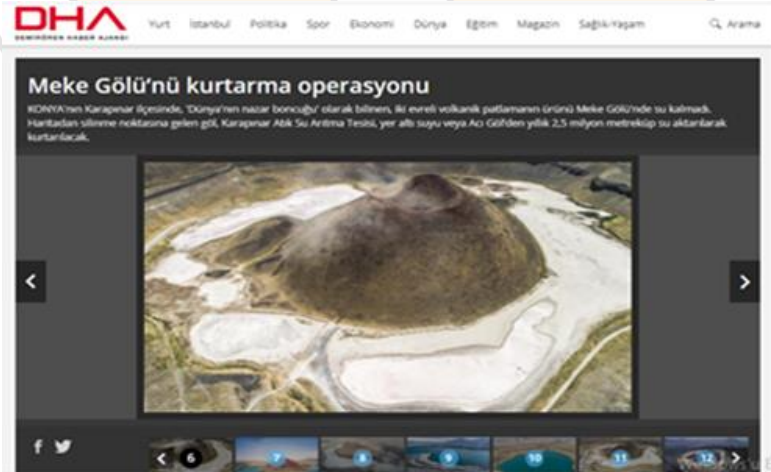 DHA
DEMİRÖREN HABER AJANSI
Yurt İstanbul Politika Spor Ekonomi Dünya Eğitim Magazin Sağlık-Yaşam Arama
Meke Gölü’nü kurtarma operasyonu
KONYA'nın Karapınar ilçesinde, 'Dünya'nın nazar boncuğu' olarak bilinen, iki evreli volkanik patlamanın ürünü Meke Gölü'nde su kalmadı.
Haritadan silinme noktasına gelen göl, Karapınar Atık Su Arıtma Tesisi, yer altı suyu veya Acı Göl'den yıllık 2,5 milyon metreküp su aktarılarak
kurtarılacak.
6 7 8 9 10 11 12